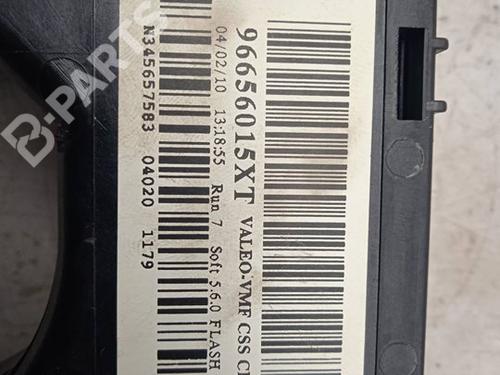 96656015XT VALEO-VMF CSS
04/02/10 13:18:55 Run 7 Soft 5.6.0 FLASH
N345657583 04020 1179
B-PARTS